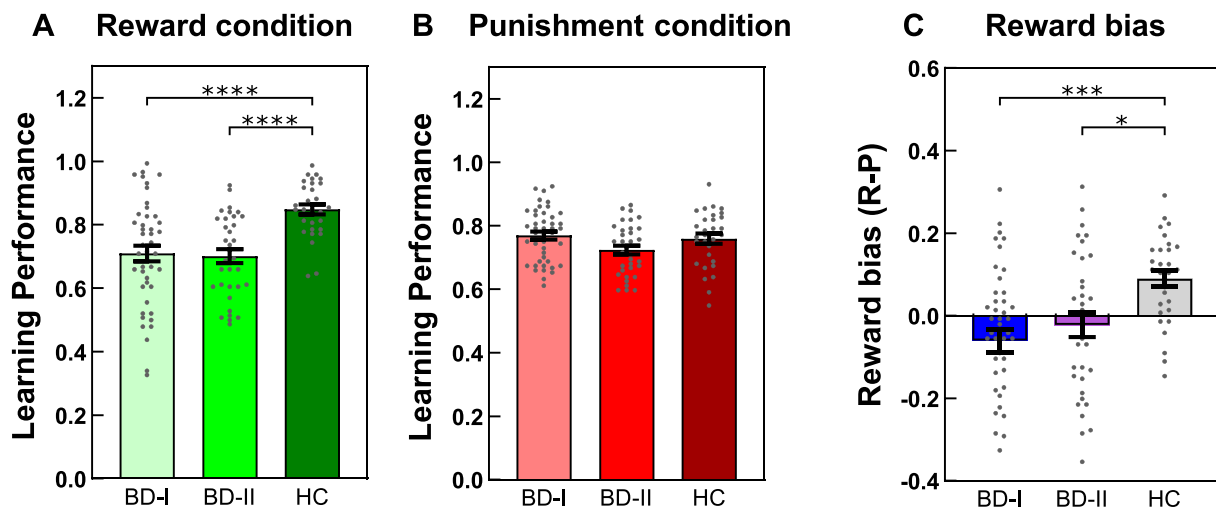 A Reward condition
Learning Performance
1.2
1.0
0.8
0.6
0.4
0.2
0.0
****
****
BD-I BD-II HC
B Punishment condition
Learning Performance
1.2
1.0
0.8
0.6
0.4
0.2
0.0
BD-I BD-II HC
C Reward bias
Reward bias (R-P)
0.6
0.4
0.2
0.0
-0.2
-0.4
***
*
BD-I BD-II HC